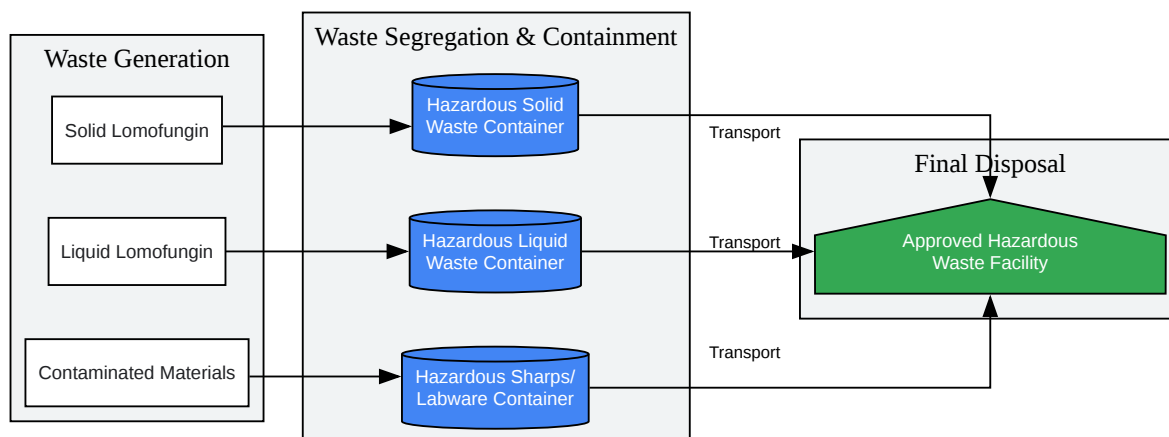 Waste Generation
Solid Lomofungin
Liquid Lomofungin
Contaminated Materials
Waste Segregation & Containment
Hazardous Solid
Waste Container
Hazardous Liquid
Waste Container
Hazardous Sharps/
Labware Container
Transport
Transport
Transport
Final Disposal
Approved Hazardous
Waste Facility